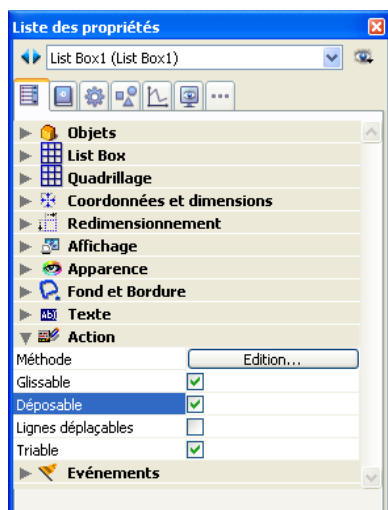 Liste des propriétés
List Box1 (List Box1)
Objets
List Box
Quadrillage
Coordonnées et dimensions
Redimensionnement
Affichage
Apparence
Fond et Bordure
Texte
Action
Méthode Edition...
Glissable
Déposable
Lignes déplaçables
Triable
Evénements